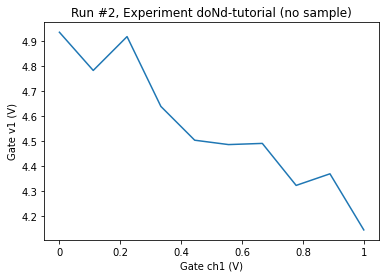 Run #2, Experiment doNd-tutorial (no sample)
4.9
4.8
4.7
4.6
4.5
4.4
4.3
4.2
Gate v1 (V)
0 0.2 0.4 0.6 0.8 1
Gate ch1 (V)